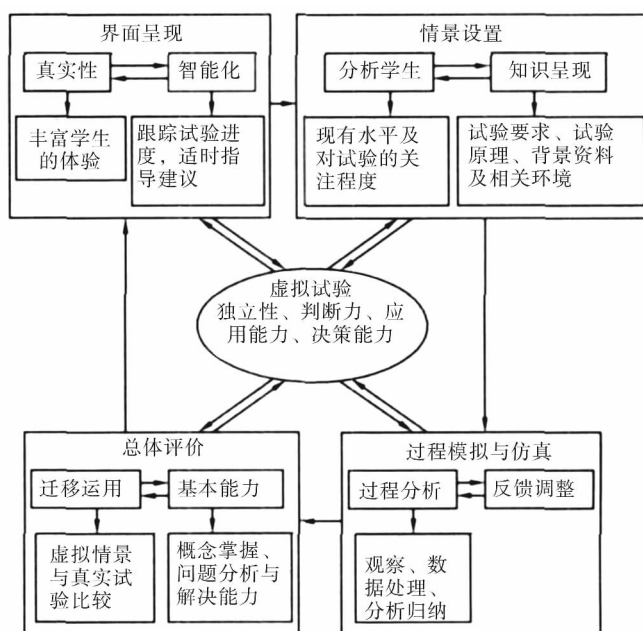 界面呈现
真实性
智能化
丰富学生
的体验
跟踪试验进
度，适时指
导建议
情景设置
分析学生
知识呈现
现有水平及
对试验的关
注程度
试验要求、试验
原理、背景资料
及相关环境
虚拟试验
独立性、判断力、应
用能力、决策能力
总体评价
迁移运用
基本能力
虚拟情景
与真实试
验比较
概念掌握、
问题分析与
解决能力
过程模拟与仿真
过程分析
反馈调整
观察、数
据处理、
分析归纳